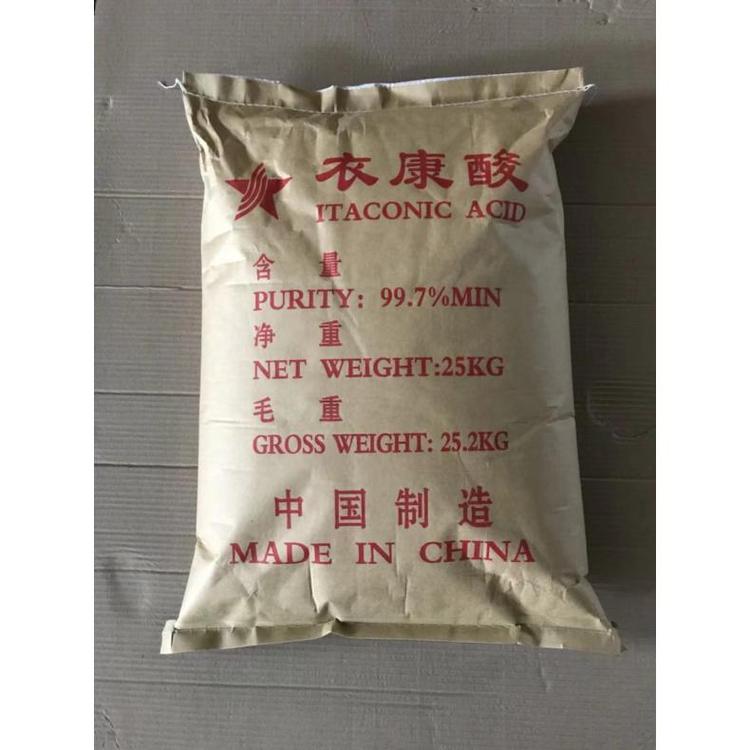 衣康酸
ITACONIC ACID
含 量
PURITY: 99.7%MIN
净 重
NET WEIGHT:25KG
毛 重
GROSS WEIGHT: 25.2KG
中国制造
MADE IN CHINA